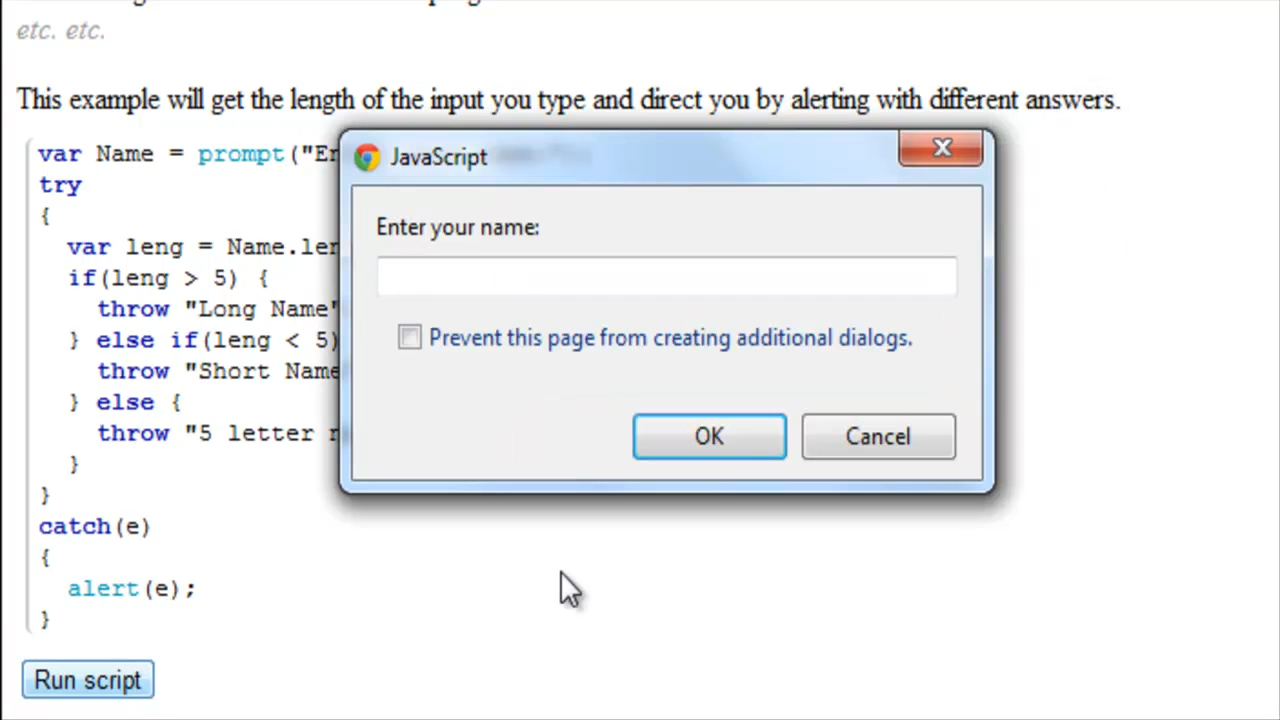 etc. etc.
This example will get the length of the input you type and direct you by alerting with different answers.
var Name = prompt("En
try
{
var leng = Name.len
if(leng > 5) {
throw "Long Name"
} else if(leng < 5)
throw "Short Name
} else {
throw "5 letter n
}
}
catch(e)
{
alert(e);
}
Run script
JavaScript
Enter your name:
Prevent this page from creating additional dialogs.
OK
Cancel